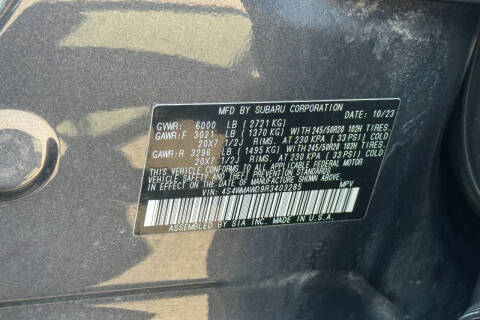 MFD BY SUBARU CORPORATION
DATE: 10/23
GVWR: 6000 LB (2721 KG)
GAWR:F 3021 LB (1370 KG) WITH 245/50R20 102H TIRES.
20X7 1/2J RIMS. AT 230 KPA (33 PSI) COLD
GAWR:R 3296 LB (1495 KG) WITH 245/50R20 102H TIRES.
20X7 1/2J RIMS. AT 230 KPA (33 PSI) COLD
THIS VEHICLE CONFORMS TO ALL APPLICABLE FEDERAL MOTOR
VEHICLE SAFETY AND THEFT PREVENTION STANDARDS
IN EFFECT ON THE DATE OF MANUFACTURE SHOWN ABOVE.
VIN: 4S4WMAWD9R3403285 MPV
ASSEMBLED BY SIA INC. MADE IN U.S.A.